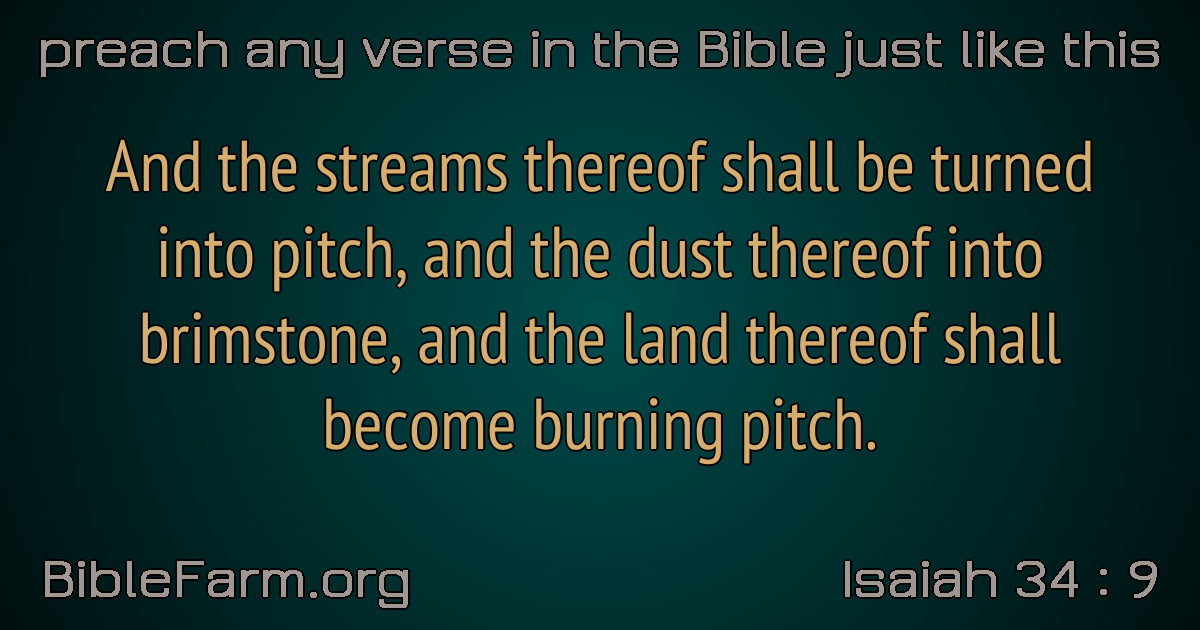 preach any verse in the Bible just like this
And the streams thereof shall be turned
into pitch, and the dust thereof into
brimstone, and the land thereof shall
become burning pitch.
BibleFarm.org
Isaiah 34 : 9